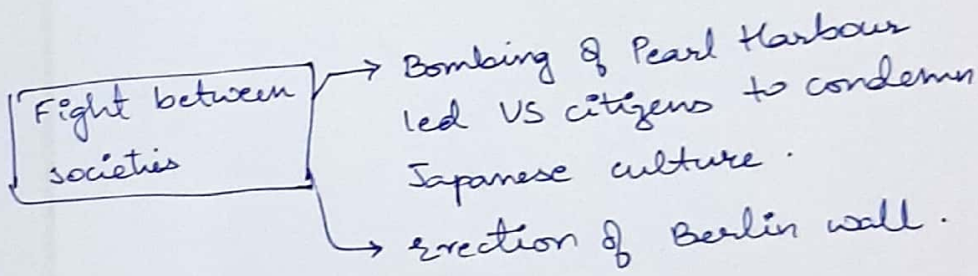 Fight between
societies
Bombing of Pearl Harbour
led US citizens to condemn
Japanese culture.
Erection of Berlin wall.